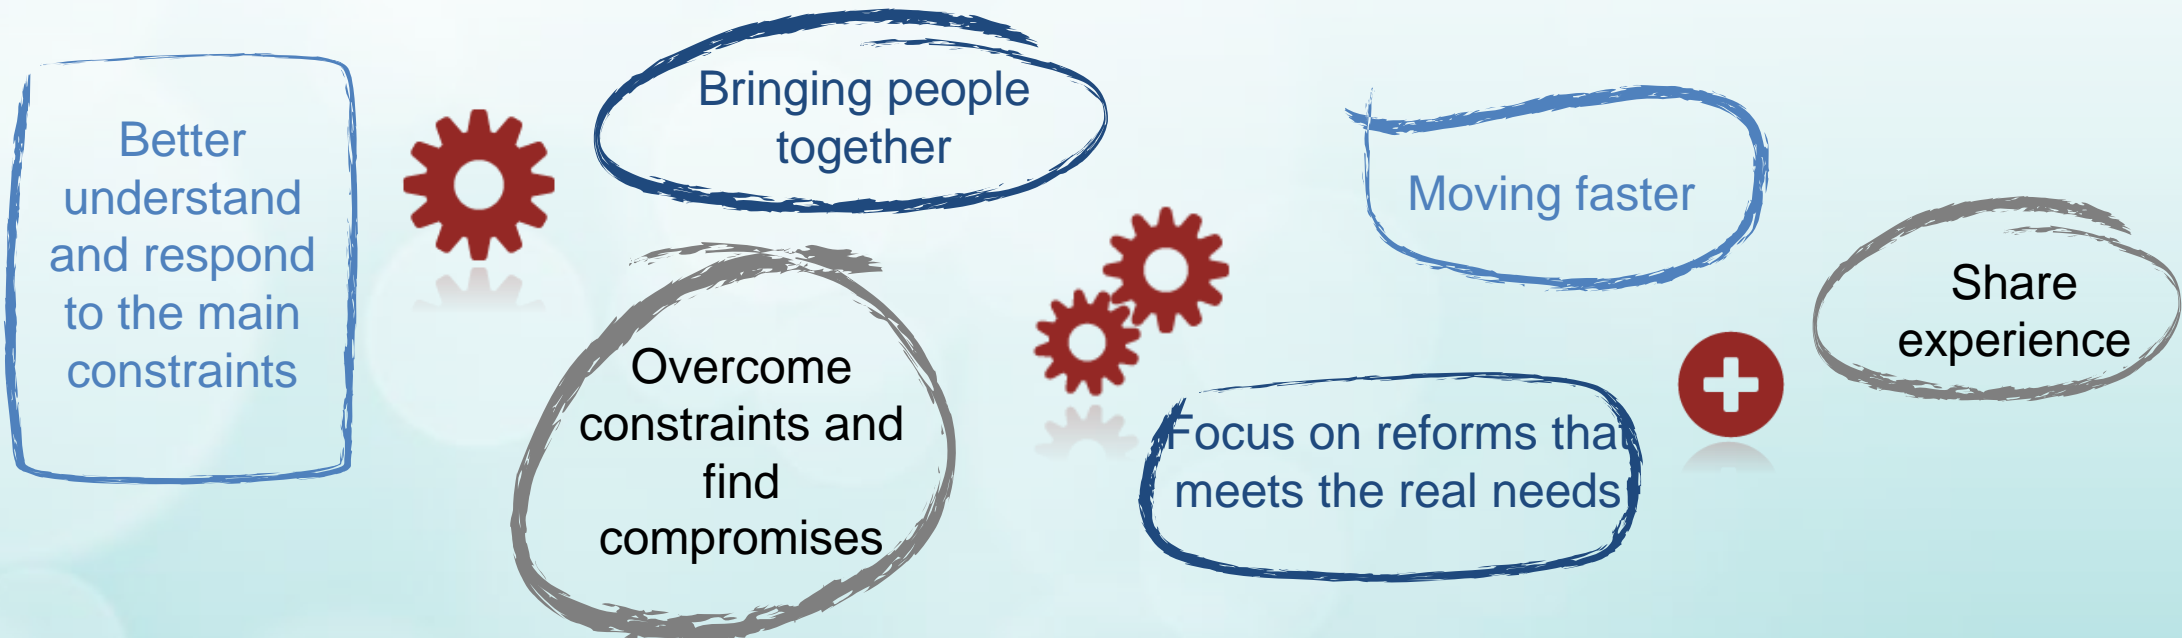 Better
understand
and respond
to the main
constraints
Bringing people
together
Overcome
constraints and
find
compromises
Moving faster
Focus on reforms that
meets the real needs
Share
experience